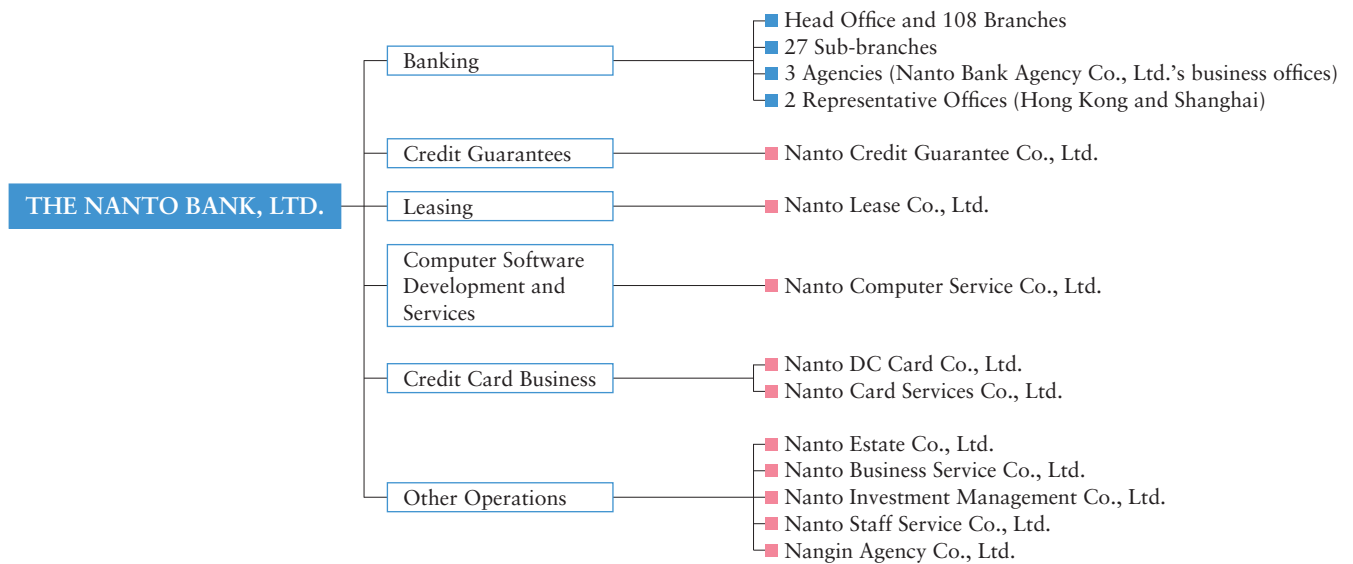 THE NANTO BANK, LTD.
Banking
Head Office and 108 Branches
27 Sub-branches
3 Agencies (Nanto Bank Agency Co., Ltd.'s business offices)
2 Representative Offices (Hong Kong and Shanghai)
Credit Guarantees
Nanto Credit Guarantee Co., Ltd.
Leasing
Nanto Lease Co., Ltd.
Computer Software
Development and
Services
Nanto Computer Service Co., Ltd.
Credit Card Business
Nanto DC Card Co., Ltd.
Nanto Card Services Co., Ltd.
Other Operations
Nanto Estate Co., Ltd.
Nanto Business Service Co., Ltd.
Nanto Investment Management Co., Ltd.
Nanto Staff Service Co., Ltd.
Nangin Agency Co., Ltd.